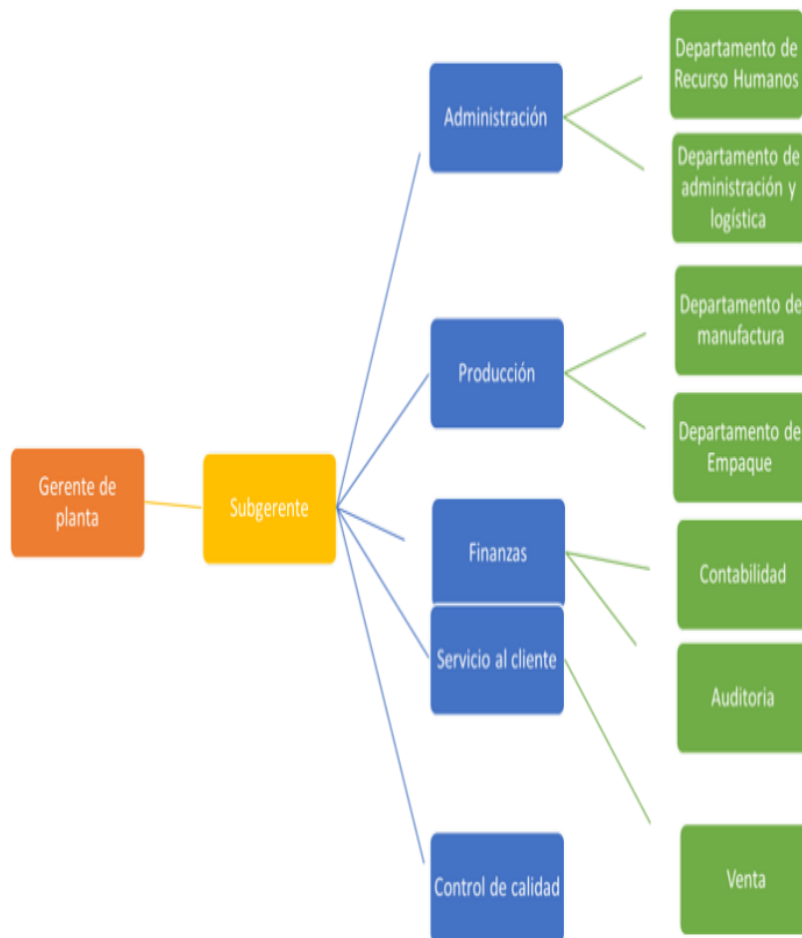 Departamento de
Recurso Humanos
Administración
Departamento de
administración y
logística
Departamento de
manufactura
Producción
Departamento de
Empaque
Gerente de
planta
Subgerente
Finanzas
Contabilidad
Servicio al cliente
Auditoria
Control de calidad
Venta